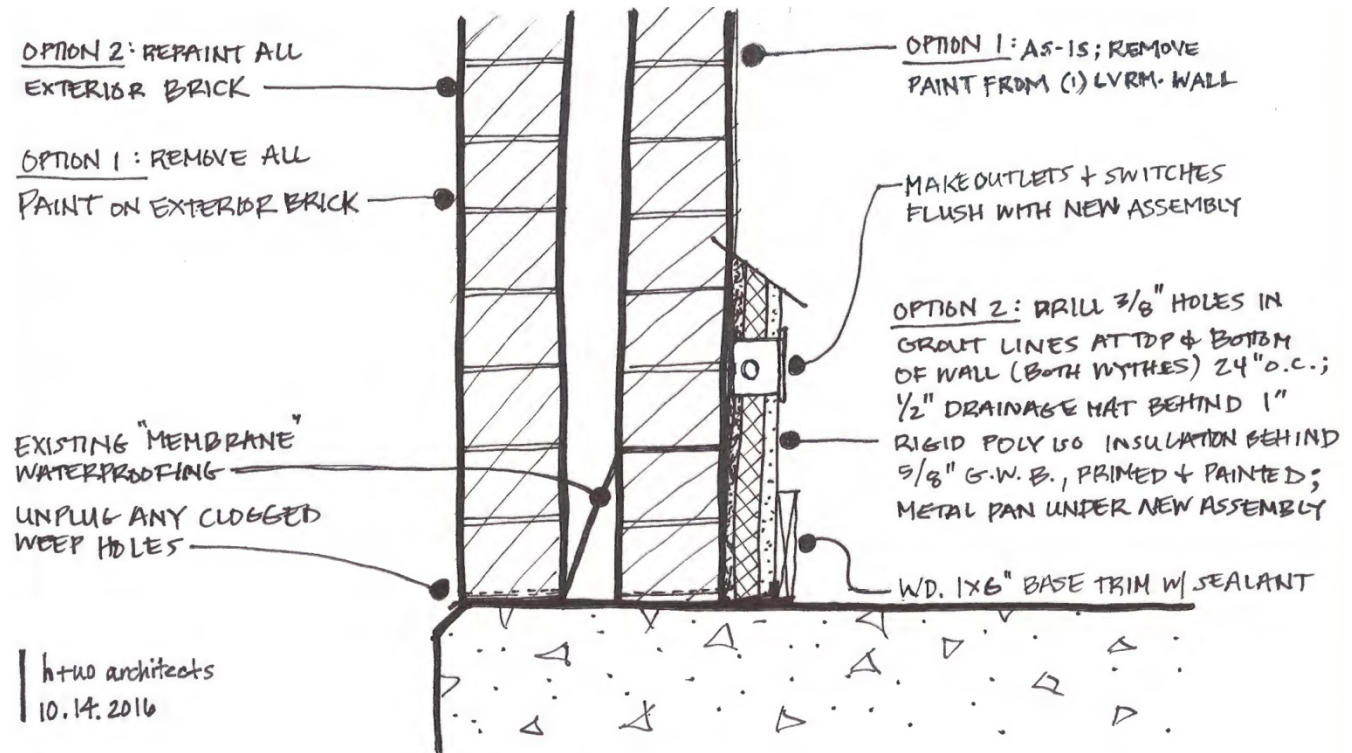 OPTION 2: REPAINT ALL
EXTERIOR BRICK
OPTION 1: REMOVE ALL
PAINT ON EXTERIOR BRICK
EXISTING "MEMBRANE"
WATERPROOFING
UNPLUG ANY CLOGGED
WEEP HOLES
h+uo architects
10.14.2016
OPTION 1: AS-IS; REMOVE
PAINT FROM (1) LVRM. WALL
MAKE OUTLETS + SWITCHES
FLUSH WITH NEW ASSEMBLY
OPTION 2: DRILL 3/8" HOLES IN
GROUT LINES AT TOP & BOTTOM
OF WALL (BOTH WYTHES) 24" O.C.;
1/2" DRAINAGE MAT BEHIND 1"
RIGID POLY ISO INSULATION BEHIND
5/8" G.W.B., PRIMED + PAINTED;
METAL PAN UNDER NEW ASSEMBLY
WD. 1X6" BASE TRIM W/ SEALANT